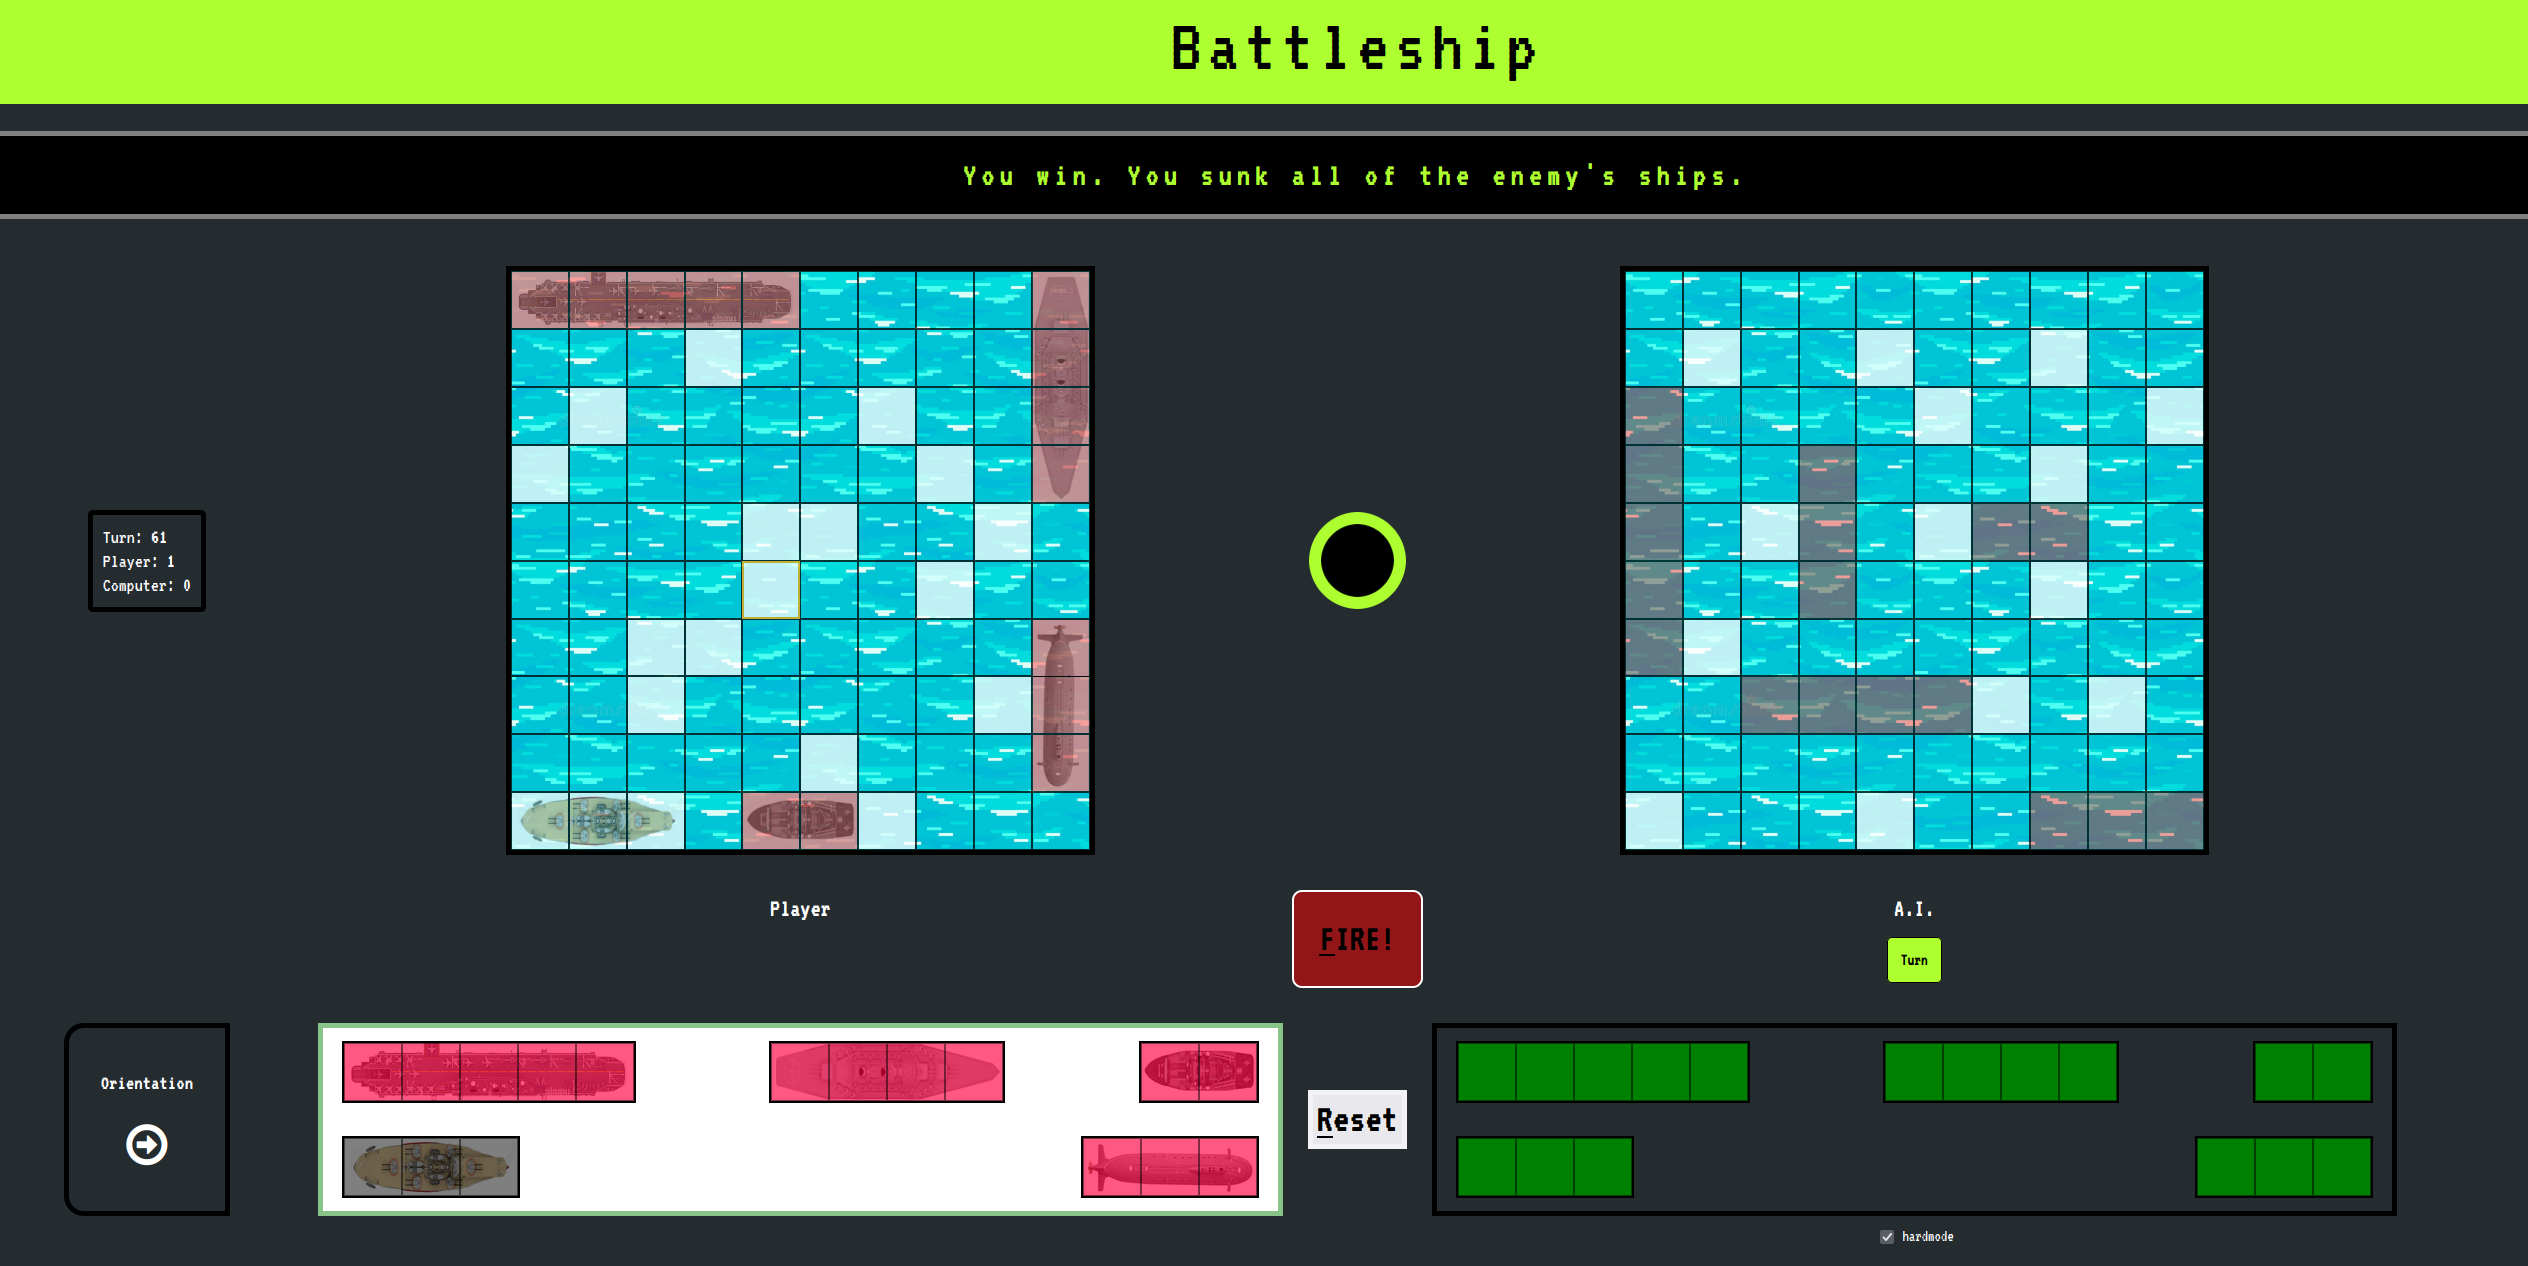 Battleship
You win. You sunk all of the enemy's ships.
Turn: 61
Player: 1
Computer: 0
Player
FIRE!
A.I.
Turn
Orientation
Reset
hardmode